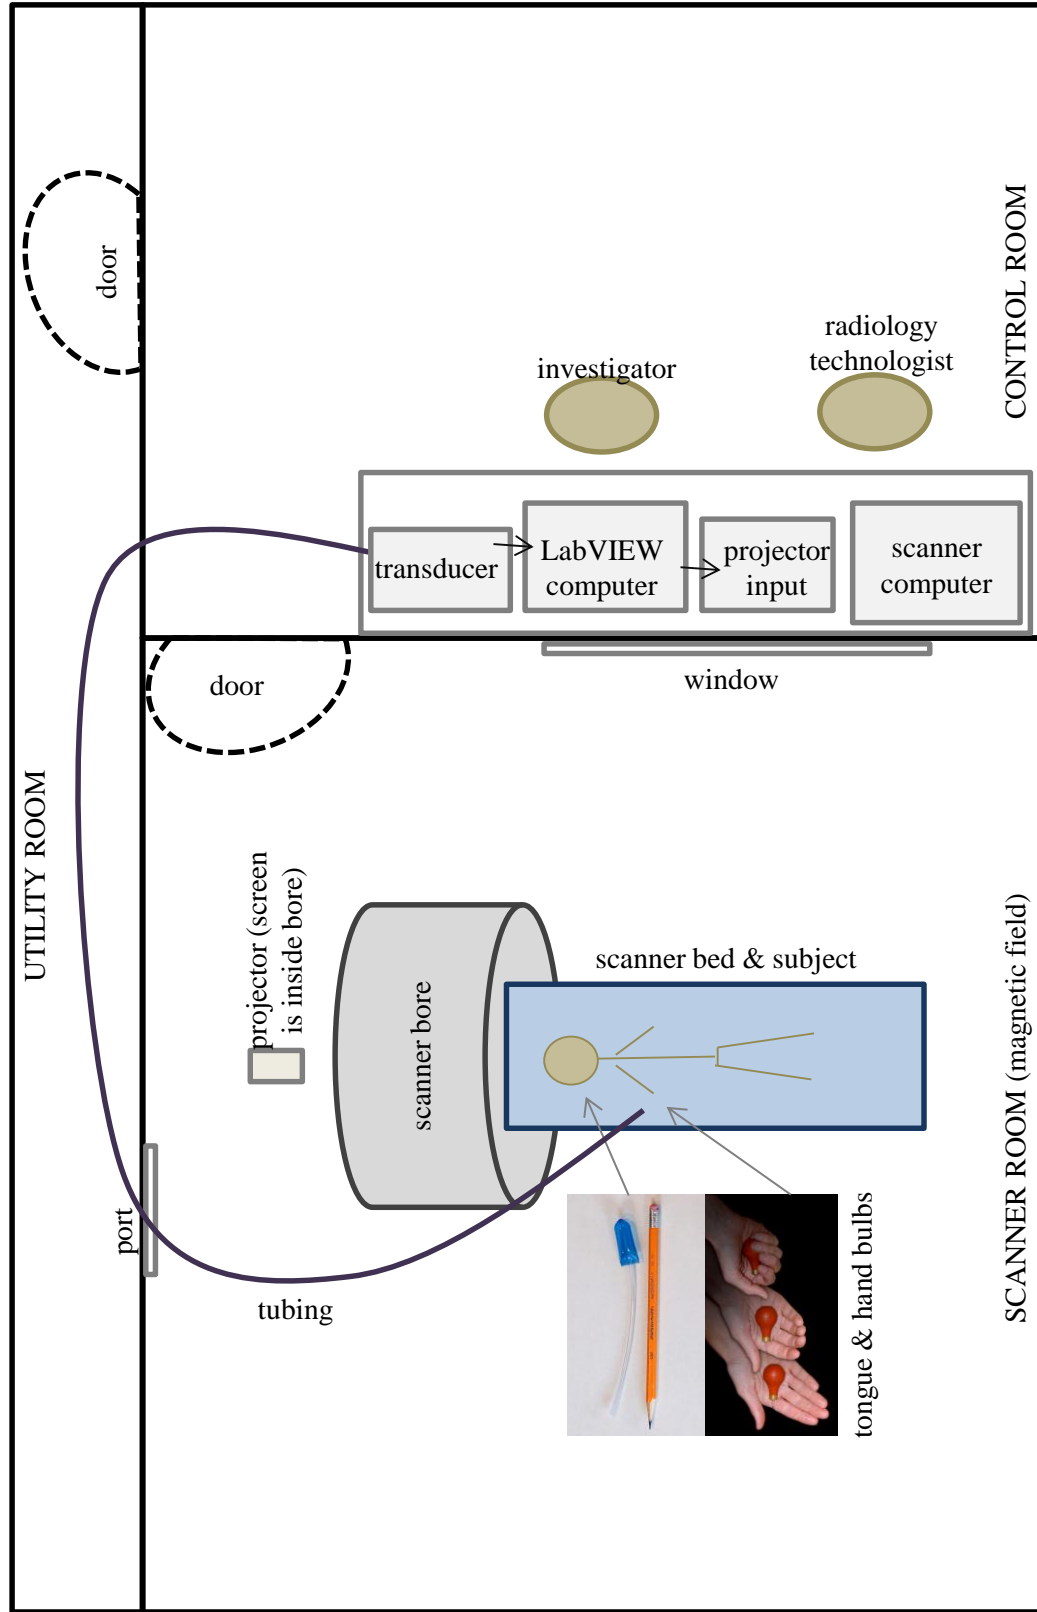 door
CONTROL ROOM
radiology
technologist
investigator
transducer
LabVIEW
computer
projector
input
scanner
computer
door
window
UTILITY ROOM
projector (screen
is inside bore)
scanner bore
scanner bed & subject
port
tubing
tongue & hand bulbs
SCANNER ROOM (magnetic field)